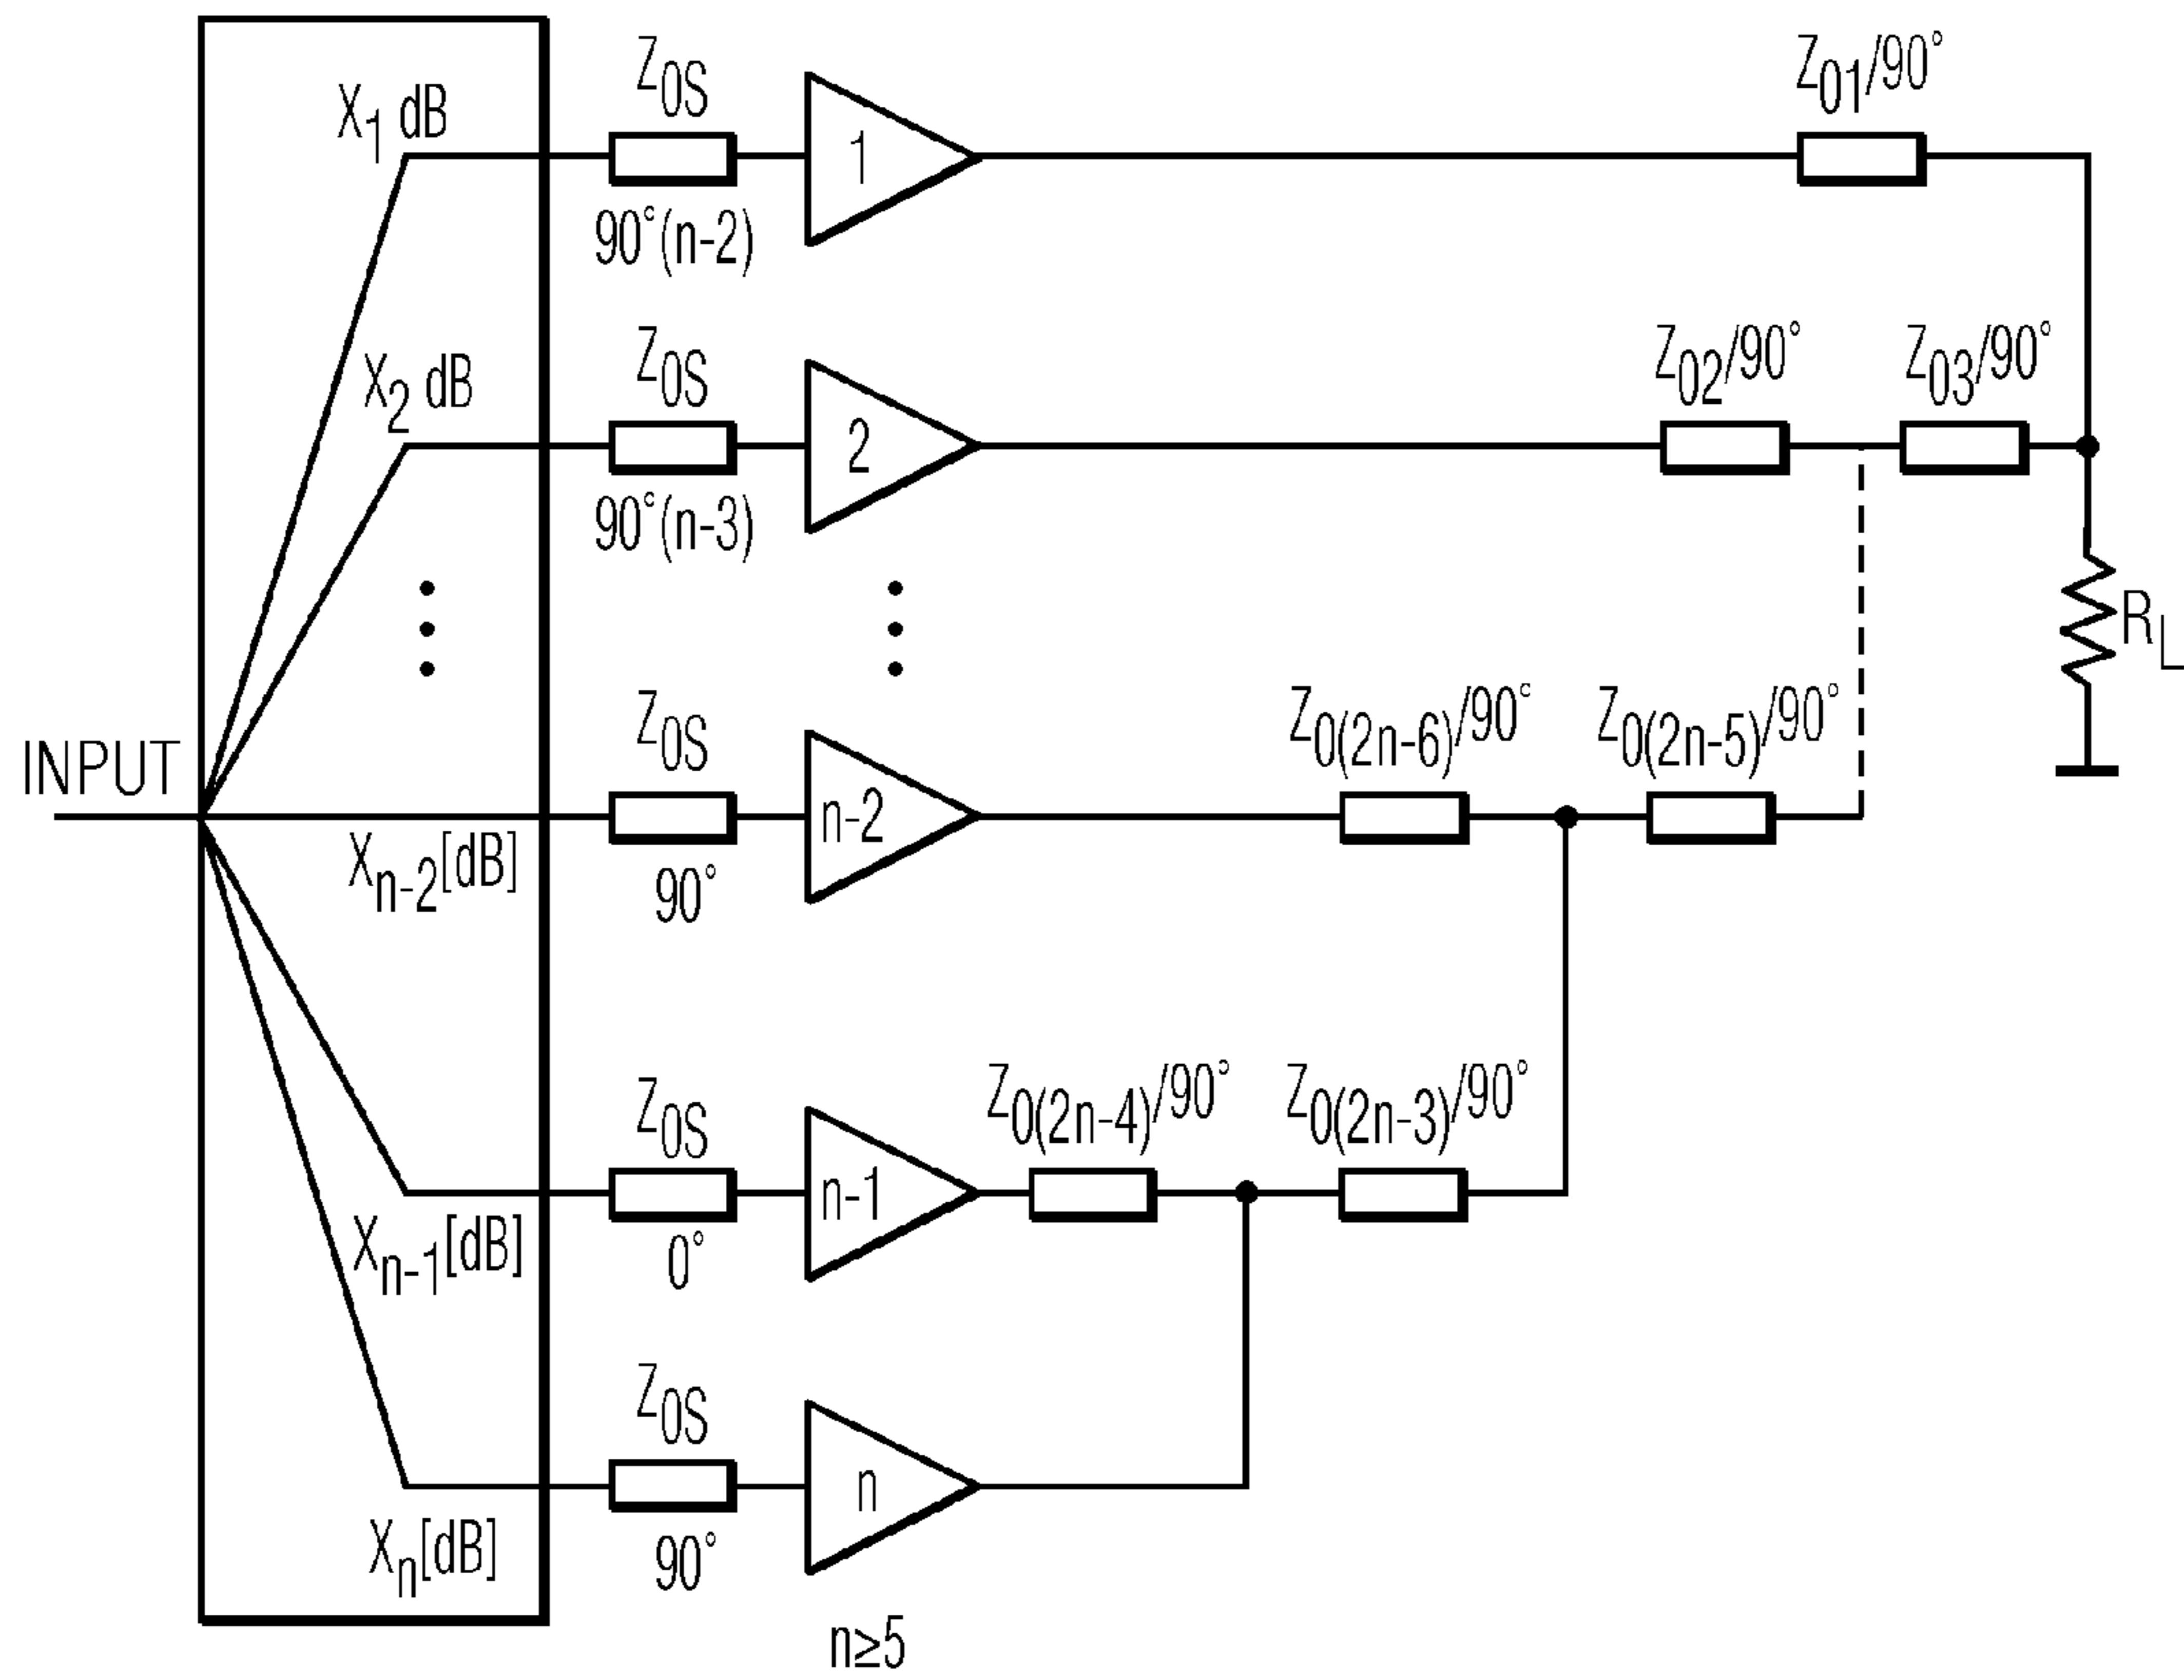 X1 dB
Z0S
90°(n-2)
1
Z01/90°
X2 dB
Z0S
90°(n-3)
2
Z02/90°
Z03/90°
RL
INPUT
Xn-2[dB]
Z0S
90°
n-2
Z0(2n-6)/90°
Z0(2n-5)/90°
Xn-1[dB]
Z0S
0°
n-1
Z0(2n-4)/90°
Z0(2n-3)/90°
Xn[dB]
Z0S
90°
n
n≥5